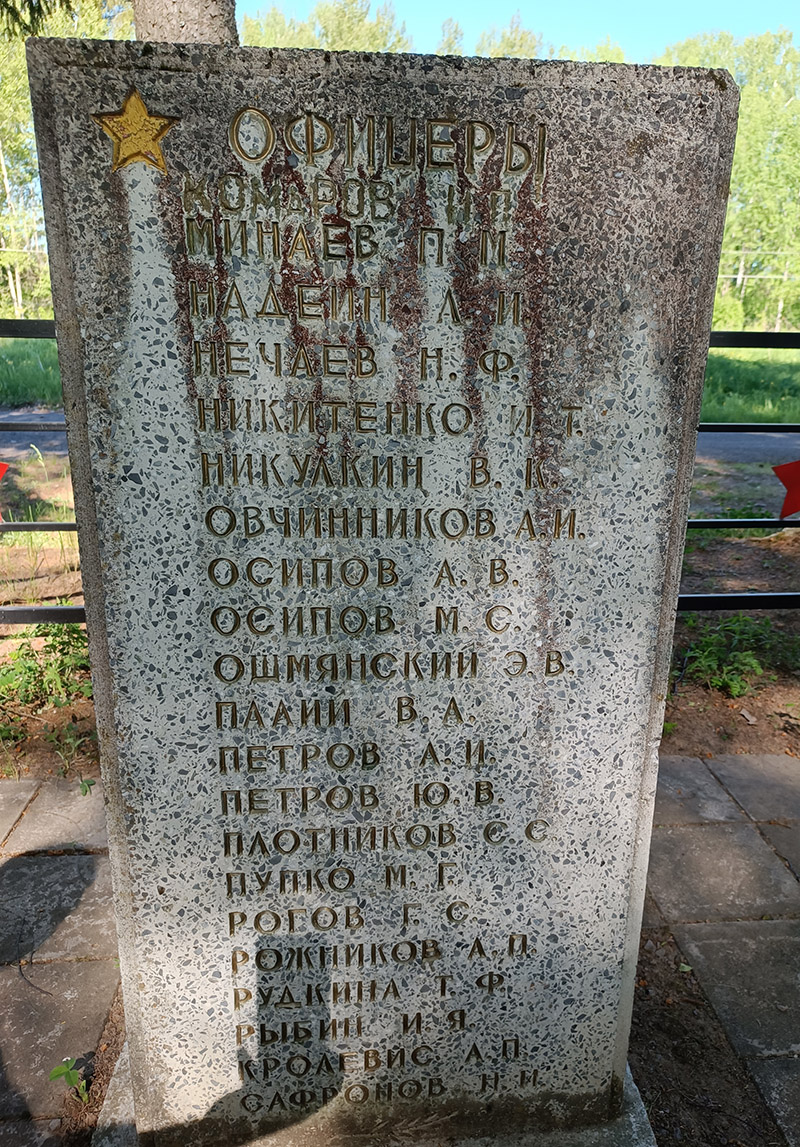 ОФИЦЕРЫ
КОМАРОВ И П
МИНАЕВ П М
НАДЕИН Л И
НЕЧАЕВ Н. Ф.
НИКИТЕНКО И Т.
НИКУЛКИН В. К.
ОВЧИННИКОВ А.И.
ОСИПОВ А. В.
ОСИПОВ М. С.
ОШМЯНСКИЙ Э.В.
ПААИИ В. А.
ПЕТРОВ А. И.
ПЕТРОВ Ю. В.
ПЛОТНИКОВ С С
ПУПКО М. Г.
РОГОВ Г. С.
РОЖНИКОВ А. П.
РУДКИНА Т. Ф.
РЫБИН И. Я.
КРОЛЕВИС А. П.
САФРОНОВ Н. И.